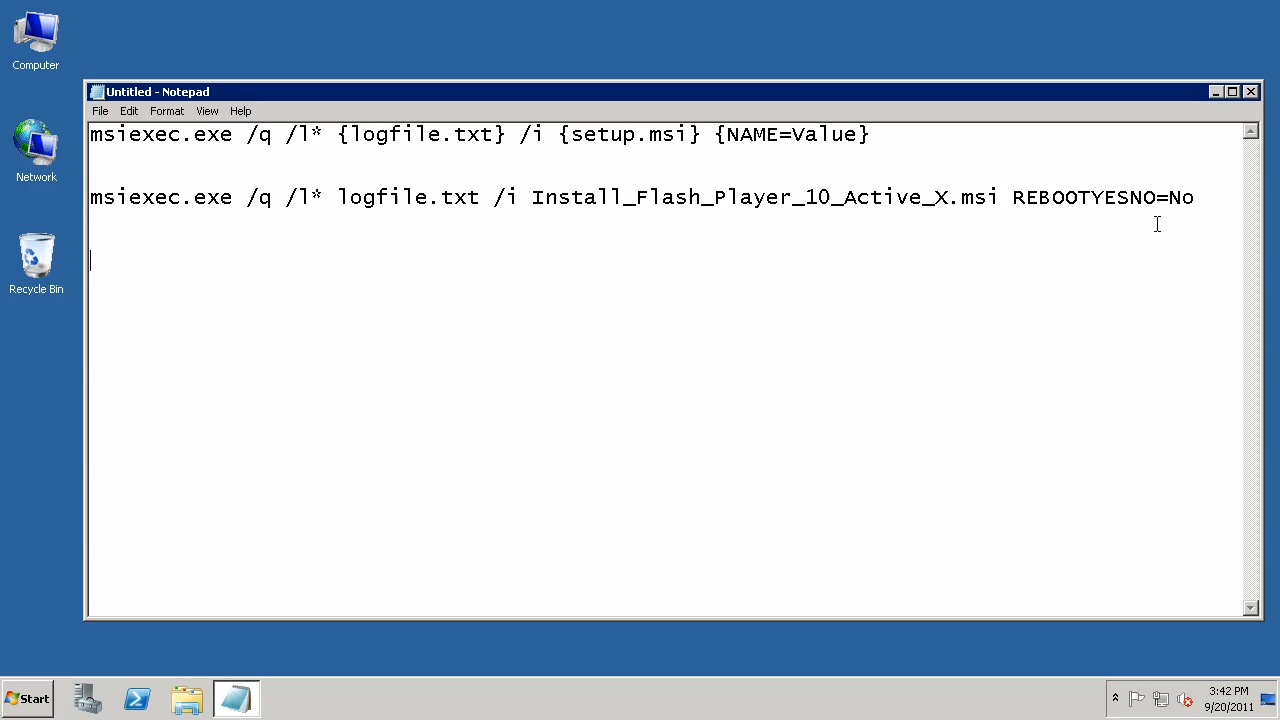 Computer
Network
Recycle Bin
Untitled - Notepad
File Edit Format View Help
msiexec.exe /q /l* {logfile.txt} /i {setup.msi} {NAME=Value}
msiexec.exe /q /l* logfile.txt /i Install_Flash_Player_10_Active_X.msi REBOOTYESNO=No
Start
3:42 PM
9/20/2011